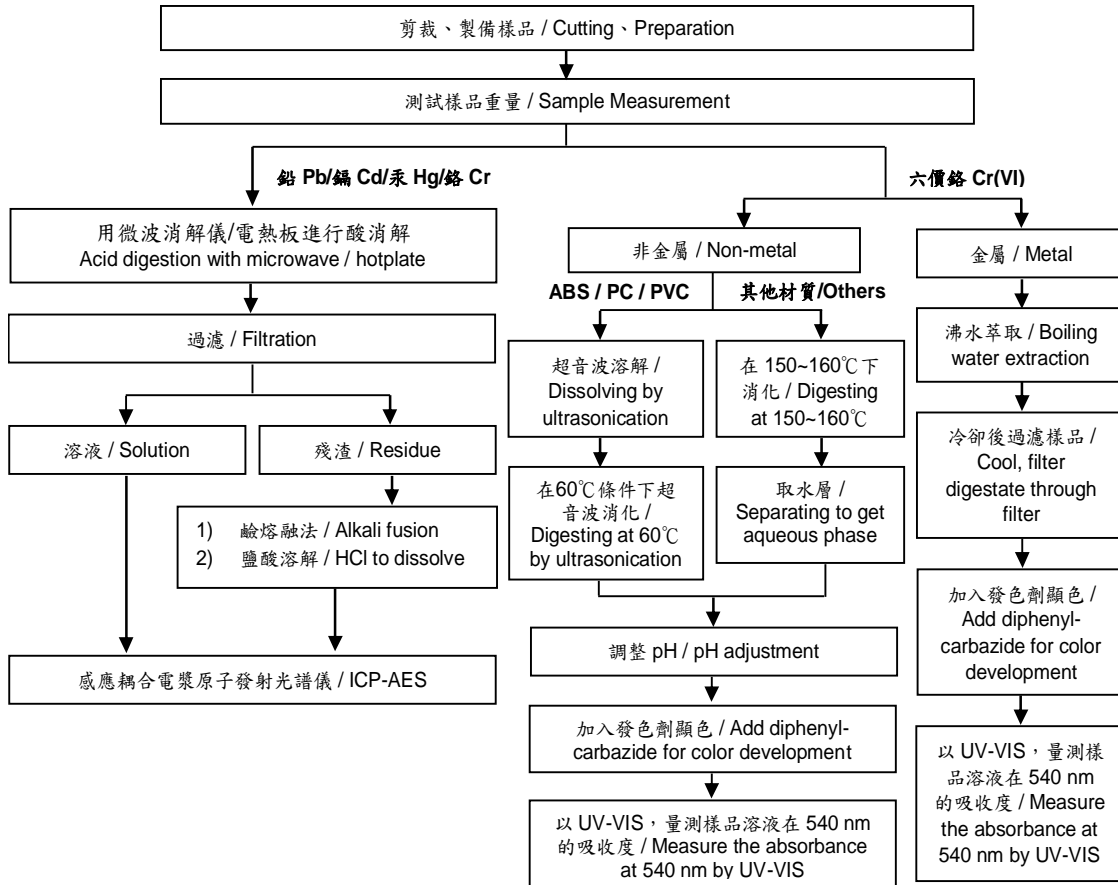 剪裁、製備樣品 / Cutting、Preparation
測試樣品重量 / Sample Measurement
鉛 Pb/鎘 Cd/汞 Hg/鉻 Cr
六價鉻 Cr(VI)
用微波消解儀/電熱板進行酸消解
Acid digestion with microwave / hotplate
過濾 / Filtration
溶液 / Solution
殘渣 / Residue
1) 鹼熔融法 / Alkali fusion
2) 鹽酸溶解 / HCl to dissolve
感應耦合電漿原子發射光譜儀 / ICP-AES
非金屬 / Non-metal
ABS / PC / PVC
其他材質/Others
超音波溶解 /
Dissolving by
ultrasonication
在60℃條件下超
音波消化 /
Digesting at 60℃
by ultrasonication
在 150~160℃下
消化 / Digesting
at 150~160℃
取水層 /
Separating to get
aqueous phase
調整 pH / pH adjustment
加入發色劑顯色 / Add diphenyl-
carbazide for color development
以 UV-VIS，量測樣品溶液在 540 nm
的吸收度 / Measure the absorbance
at 540 nm by UV-VIS
金屬 / Metal
沸水萃取 / Boiling
water extraction
冷卻後過濾樣品 /
Cool, filter
digestate through
filter
加入發色劑顯色 /
Add diphenyl-
carbazide for color
development
以 UV-VIS，量測樣
品溶液在 540 nm
的吸收度 / Measure
the absorbance at
540 nm by UV-VIS